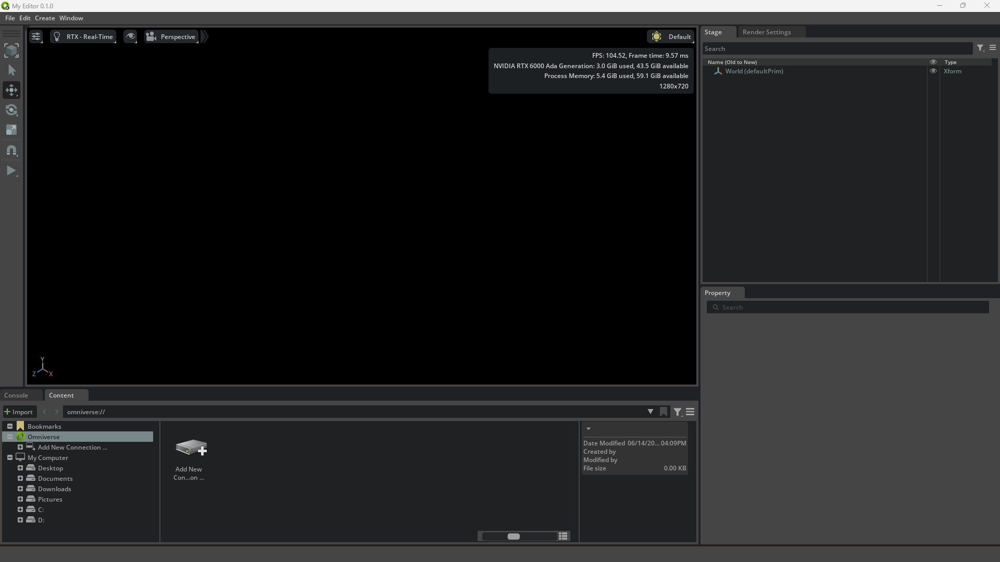 My Editor 0.1.0
File Edit Create Window
RTX - Real-Time
Perspective
Default
FPS: 104.52, Frame time: 9.57 ms
NVIDIA RTX 6000 Ada Generation: 3.0 GiB used, 43.5 GiB available
Process Memory: 5.4 GiB used, 59.1 GiB available
1280x720
Y
Z X
Stage Render Settings
Search
Name (Old to New) Type
World (defaultPrim) Xform
Property
Search
Console Content
Import omniverse://
Bookmarks
Omniverse
Add New Connection ...
My Computer
Desktop
Documents
Downloads
Pictures
C:
D:
Add New
Con...on ...
Date Modified 06/14/20... 04:09PM
Created by
Modified by
File size 0.00 KB